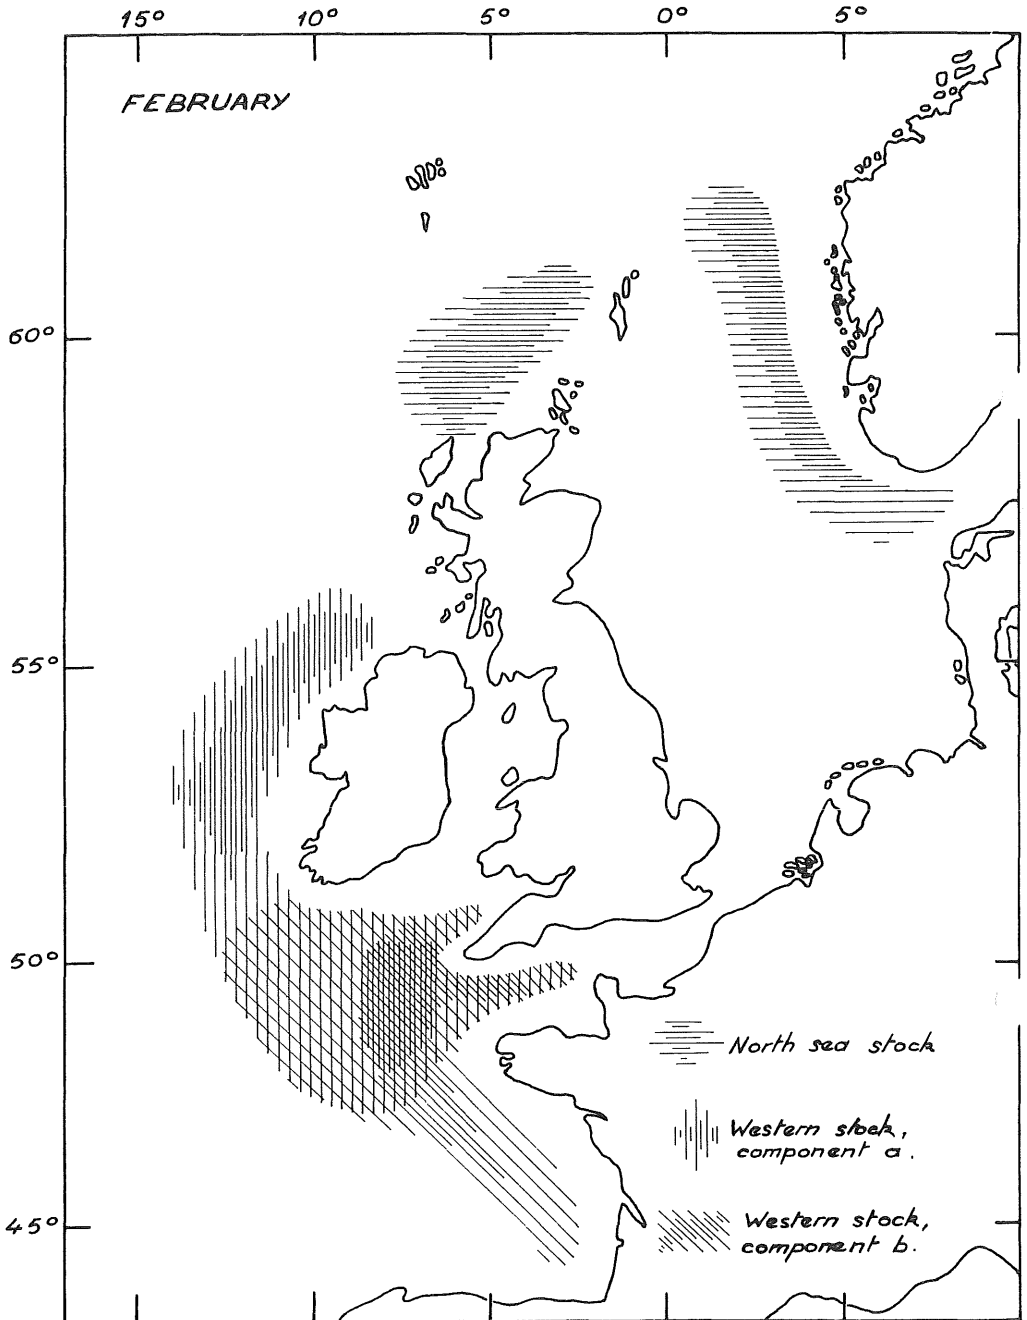 15° 10° 5° 0° 5°
FEBRUARY
60°
55°
50°
North sea stock
Western stock,
component a.
45°
Western stock,
component b.